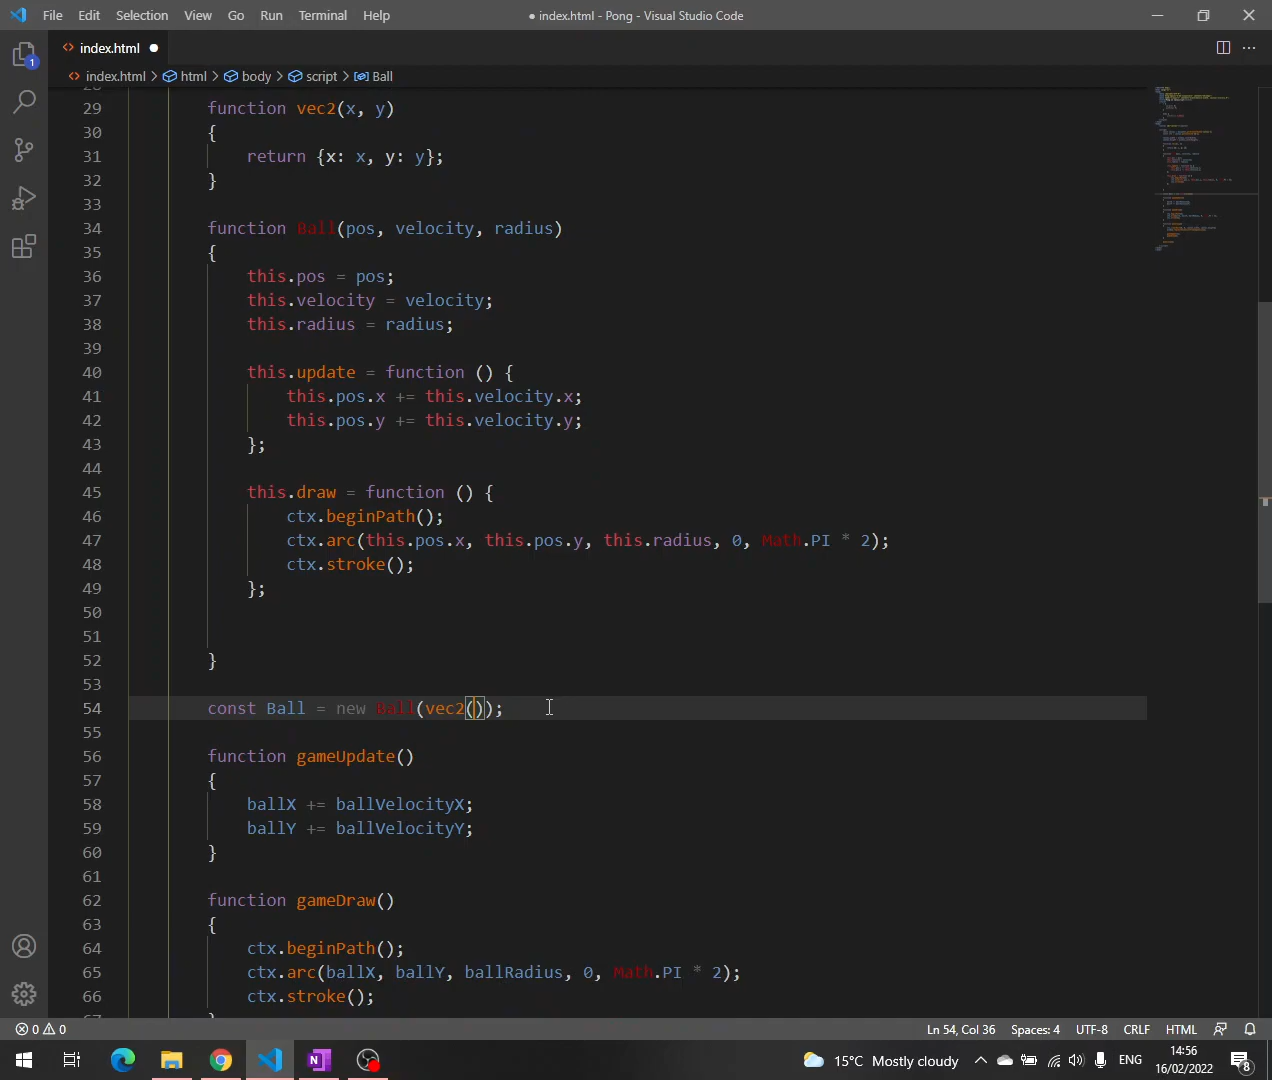 File Edit Selection View Go Run Terminal Help ● index.html - Pong - Visual Studio Code
index.html
index.html > html > body > script > Ball
29 function vec2(x, y)
30 {
31 return {x: x, y: y};
32 }
33
34 function Ball(pos, velocity, radius)
35 {
36 this.pos = pos;
37 this.velocity = velocity;
38 this.radius = radius;
39
40 this.update = function () {
41 this.pos.x += this.velocity.x;
42 this.pos.y += this.velocity.y;
43 };
44
45 this.draw = function () {
46 ctx.beginPath();
47 ctx.arc(this.pos.x, this.pos.y, this.radius, 0, Math.PI * 2);
48 ctx.stroke();
49 };
50
51
52 }
53
54 const Ball = new Ball(vec2());
55
56 function gameUpdate()
57 {
58 ballX += ballVelocityX;
59 ballY += ballVelocityY;
60 }
61
62 function gameDraw()
63 {
64 ctx.beginPath();
65 ctx.arc(ballX, ballY, ballRadius, 0, Math.PI * 2);
66 ctx.stroke();
0 0 Ln 54, Col 36 Spaces: 4 UTF-8 CRLF HTML
1
15°C Mostly cloudy ENG 14:56
16/02/2022
8